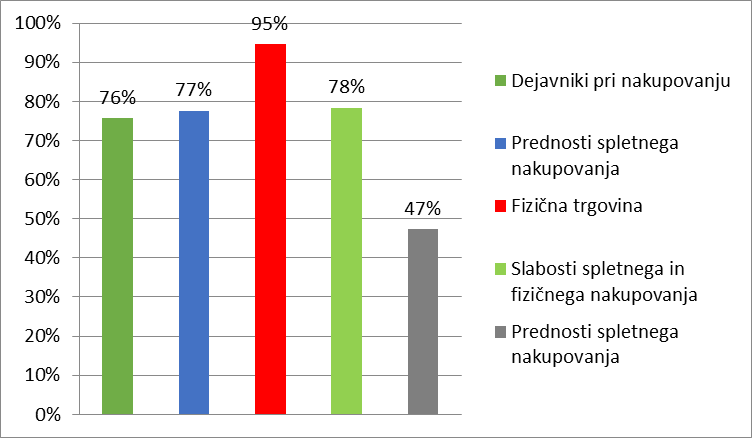 100%
90%
80%
70%
60%
50%
40%
30%
20%
10%
0%
76%
77%
95%
78%
47%
Dejavniki pri nakupovanju
Prednosti spletnega
nakupovanja
Fizična trgovina
Slabosti spletnega in
fizičnega nakupovanja
Prednosti spletnega
nakupovanja